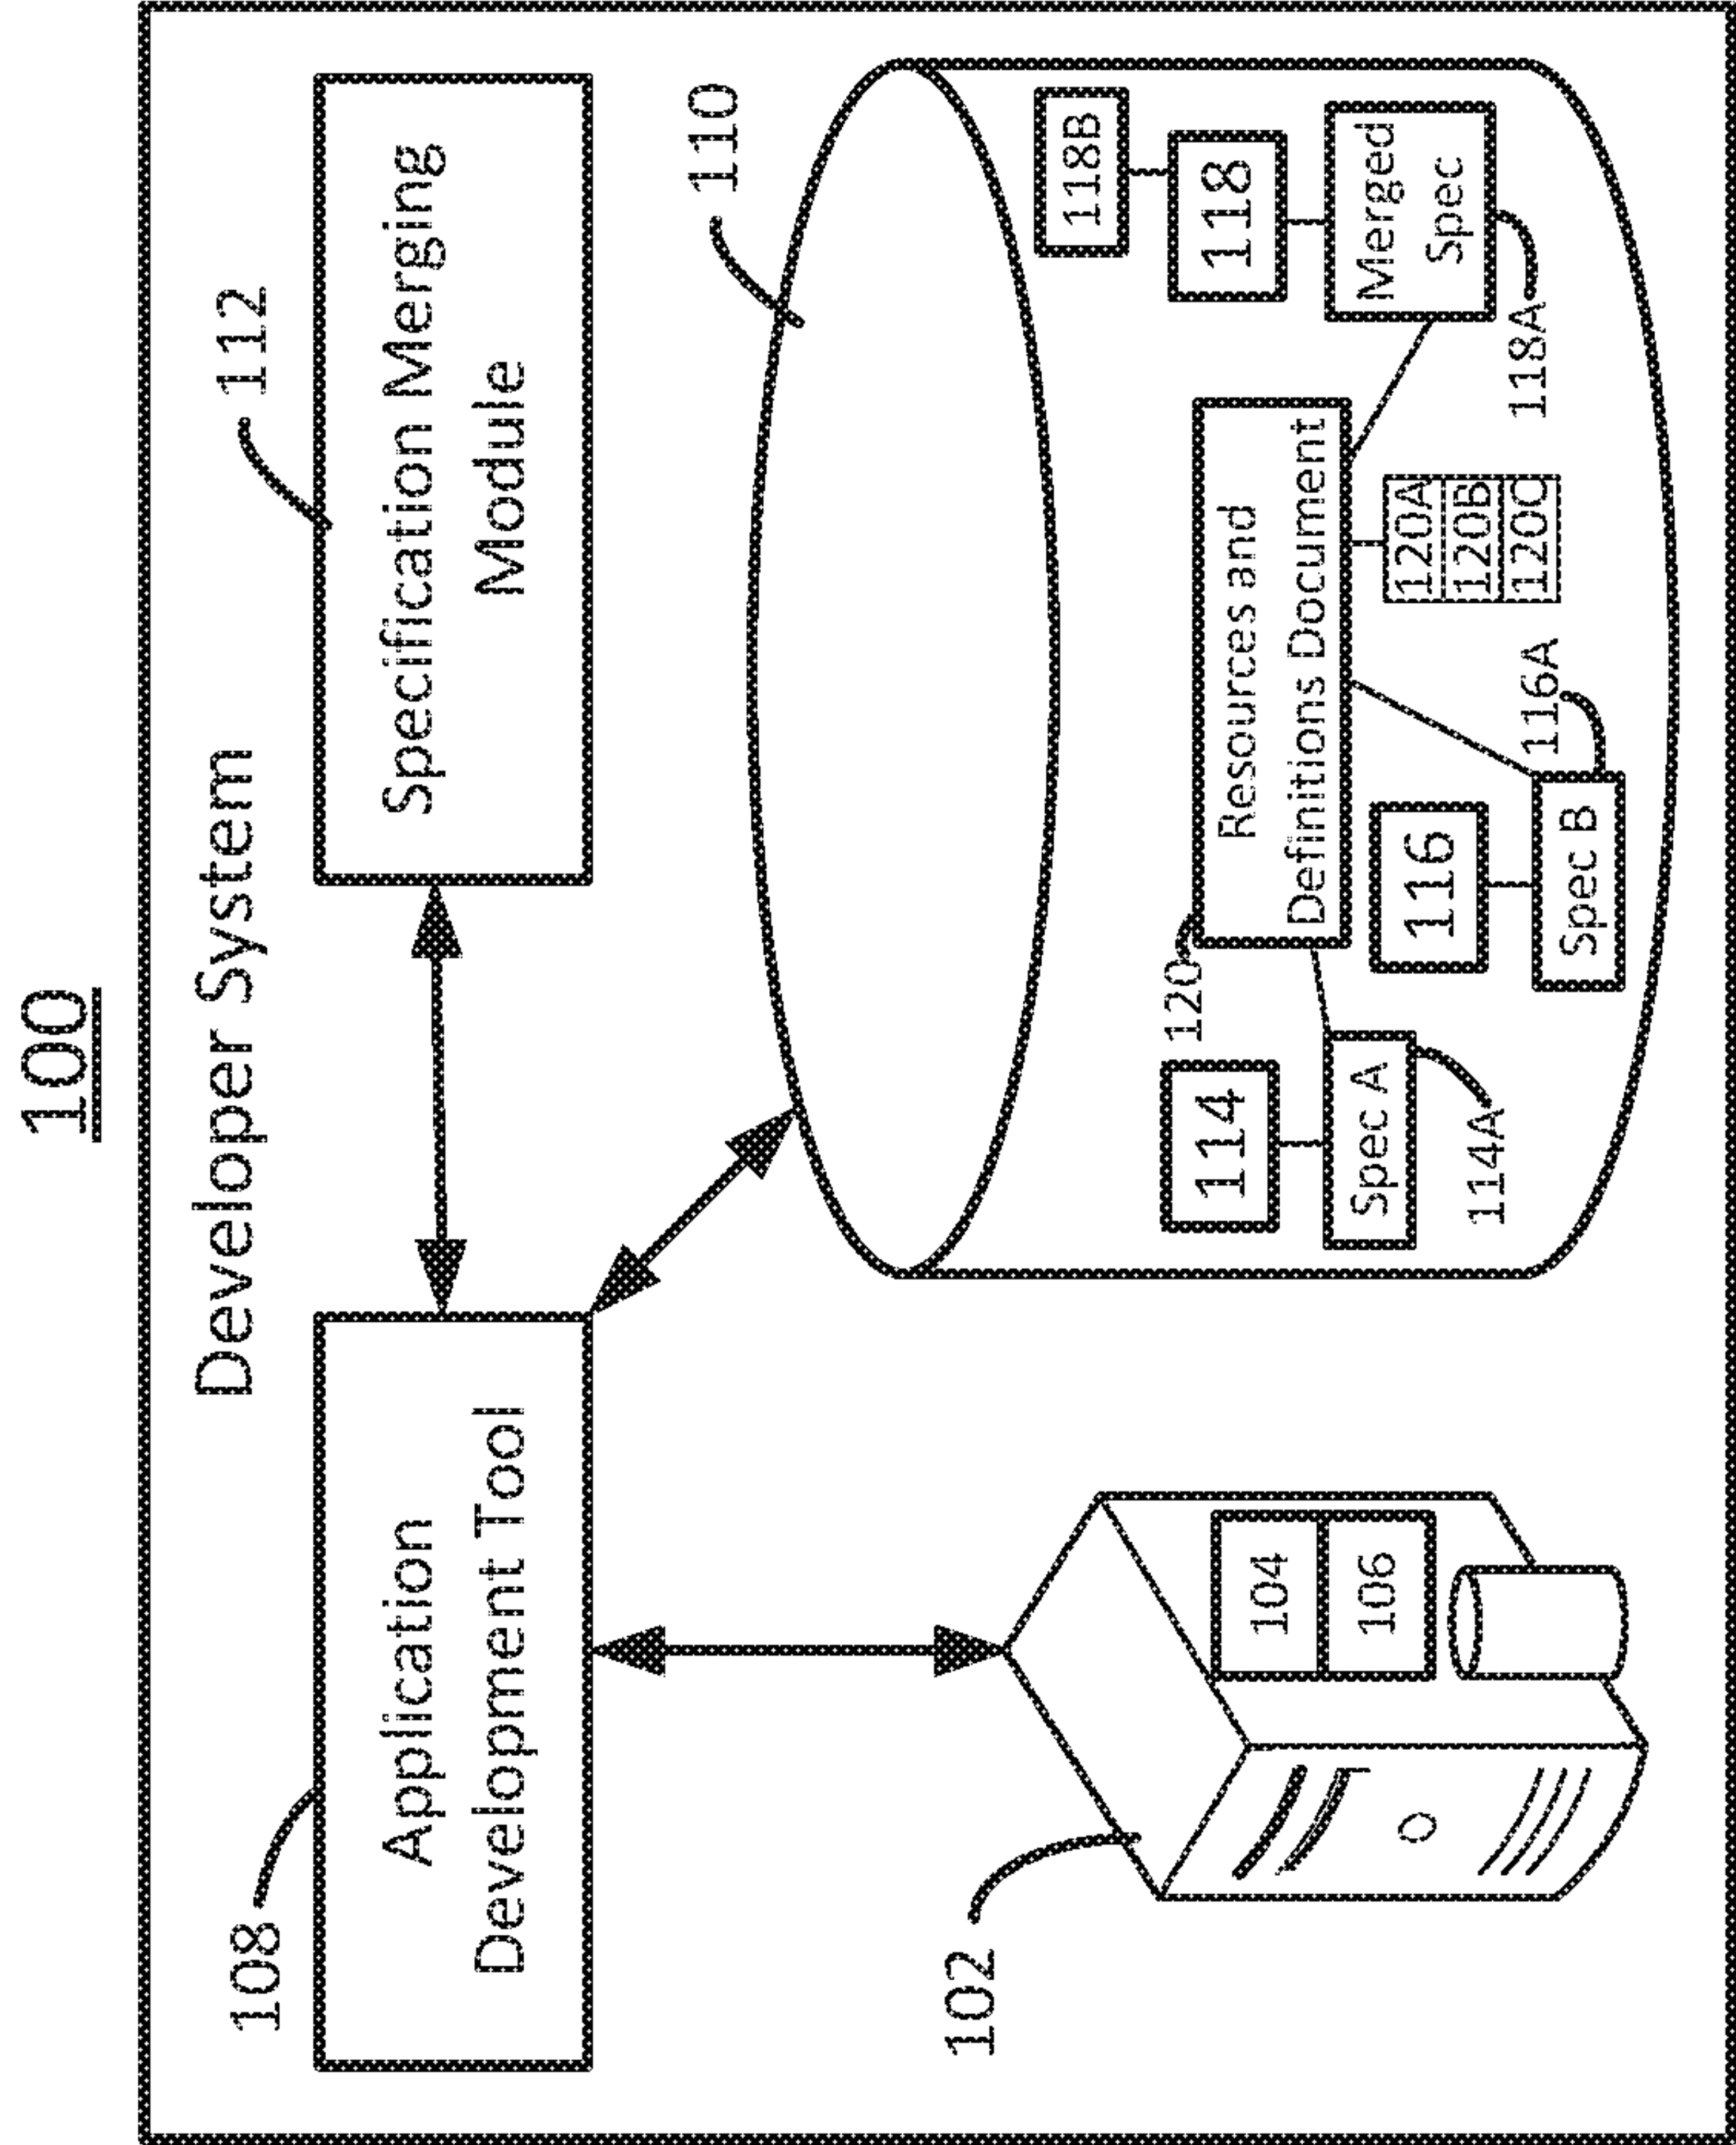 100
Developer System
108
Application
Development Tool
112
Specification Merging
Module
102
104
106
110
114
Spec A
114A
120
Resources and
Definitions Document
116
Spec B
116A
120A
120B
120C
118B
118
Merged
Spec
118A